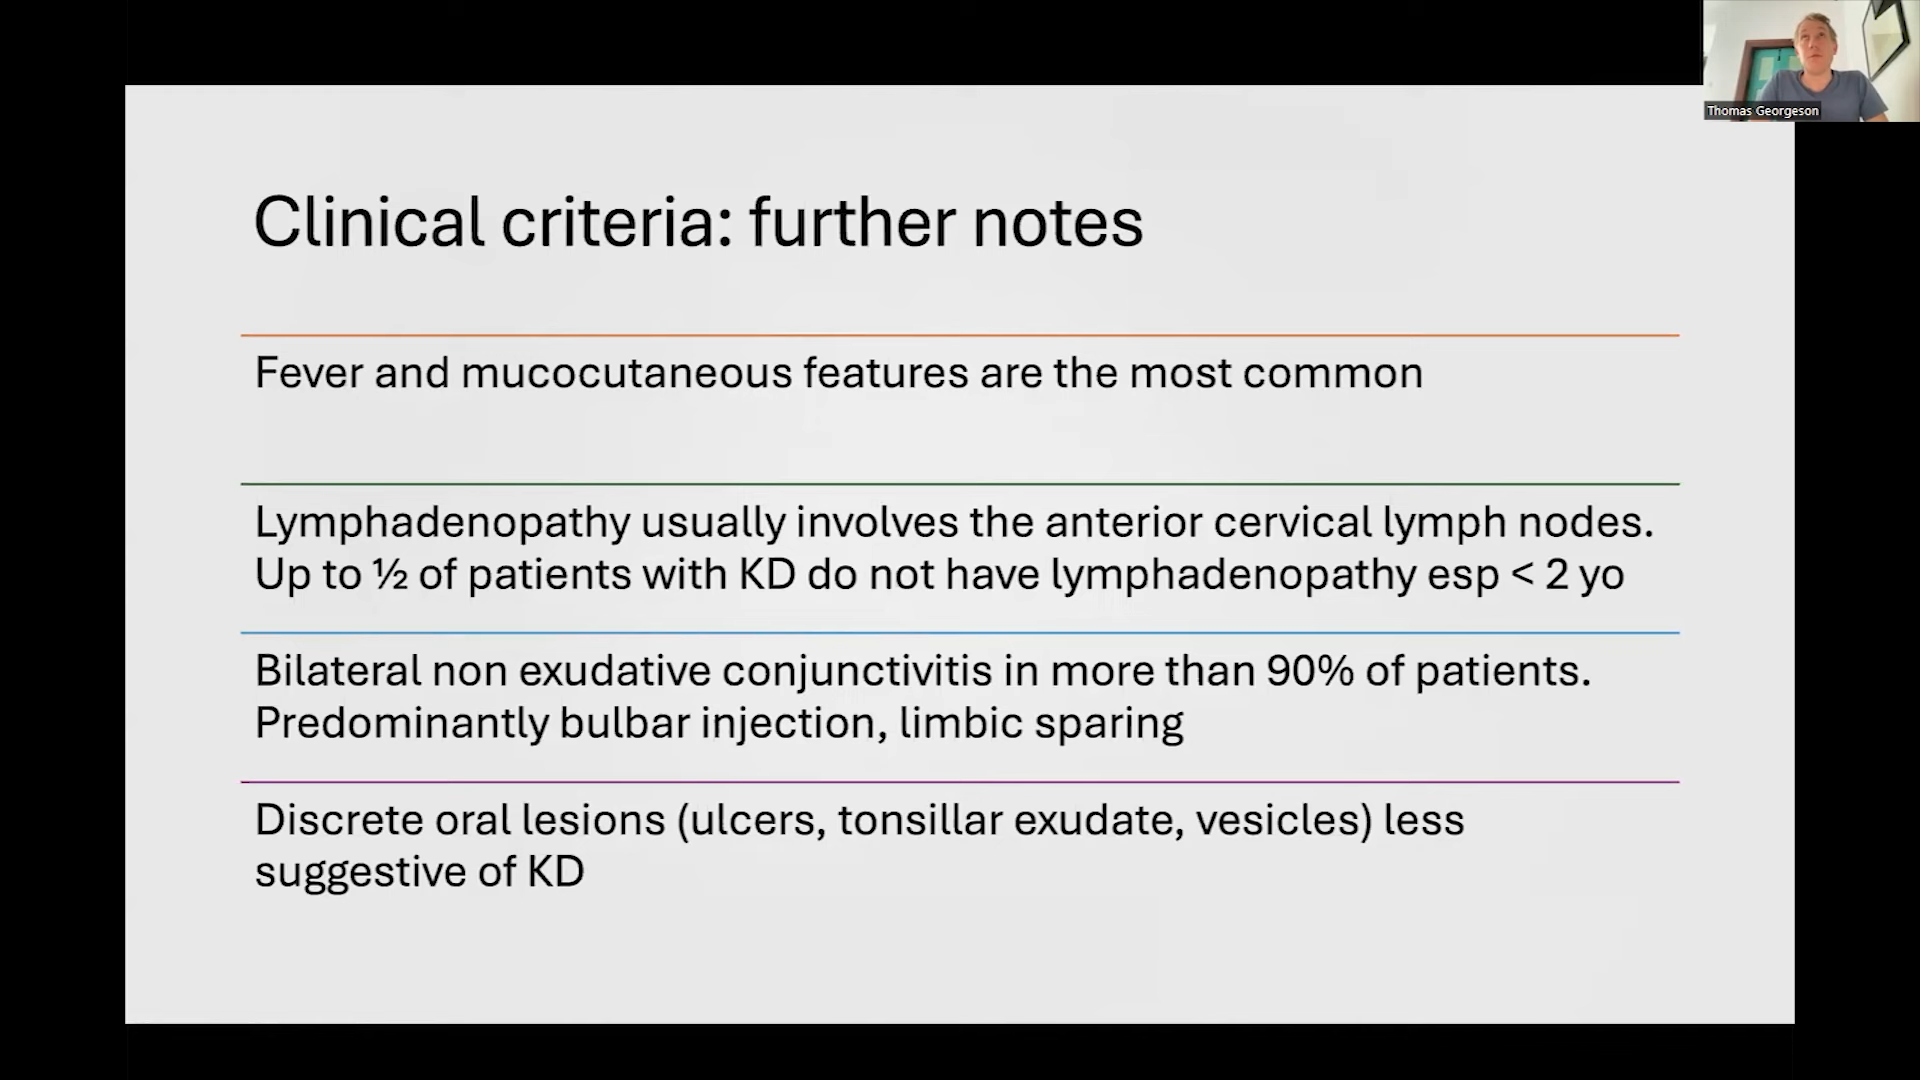 Thomas Georgeson
Clinical criteria: further notes
Fever and mucocutaneous features are the most common
Lymphadenopathy usually involves the anterior cervical lymph nodes.
Up to ½ of patients with KD do not have lymphadenopathy esp < 2 yo
Bilateral non exudative conjunctivitis in more than 90% of patients.
Predominantly bulbar injection, limbic sparing
Discrete oral lesions (ulcers, tonsillar exudate, vesicles) less
suggestive of KD